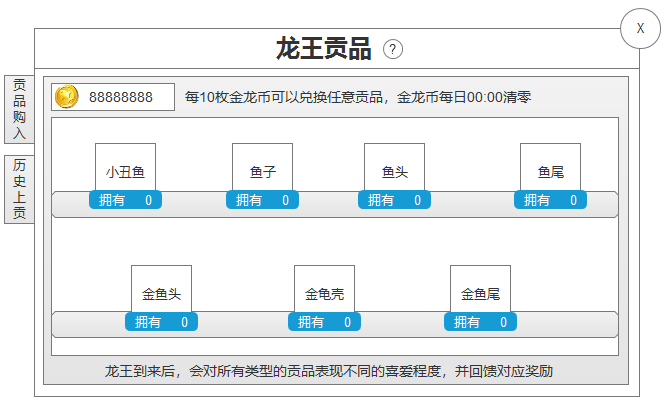 X
龙王贡品 ?
贡品购入
历史上贡
88888888 每10枚金龙币可以兑换任意贡品，金龙币每日00:00清零
小丑鱼 鱼子 鱼头 鱼尾
拥有 0 拥有 0 拥有 0 拥有 0
金鱼头 金龟壳 金鱼尾
拥有 0 拥有 0 拥有 0
龙王到来后，会对所有类型的贡品表现不同的喜爱程度，并回馈对应奖励